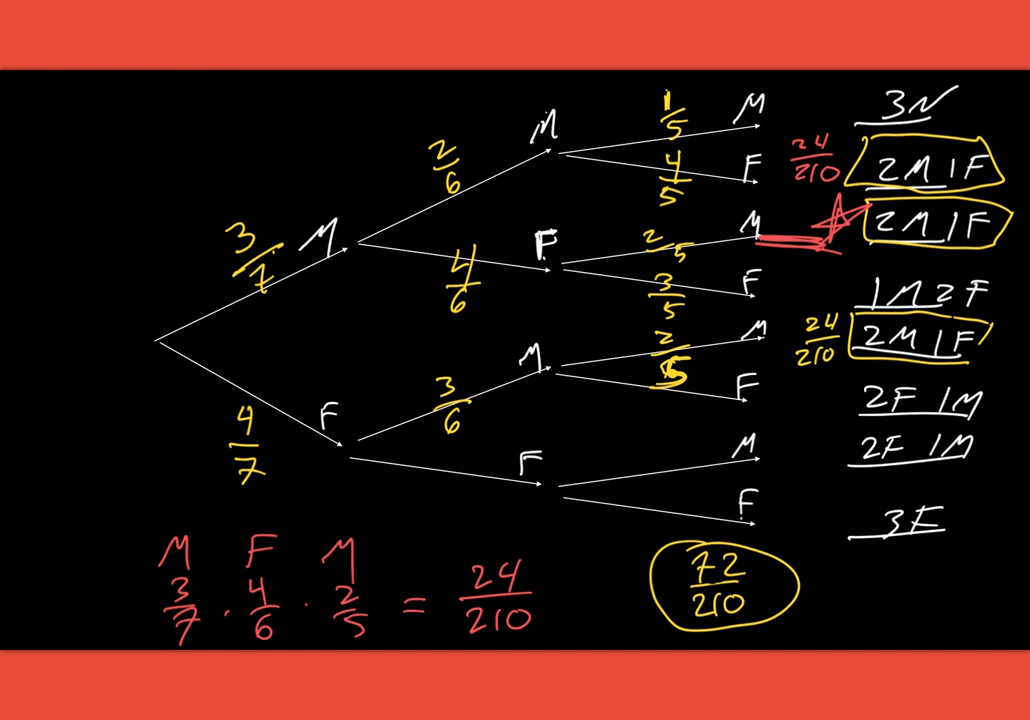 1/5 M 3M
M 2/6 4/5 F 24/210 2M 1F
3/7 M 2/5 M 2M 1F
F 4/6 3/5 F 1M 2F
M 2/5 M 24/210 2M 1F
4/7 F 3/6 F 2F 1M
F M 2F 1M
F 3F
M F M
3/7 · 4/6 · 2/5 = 24/210
72/210